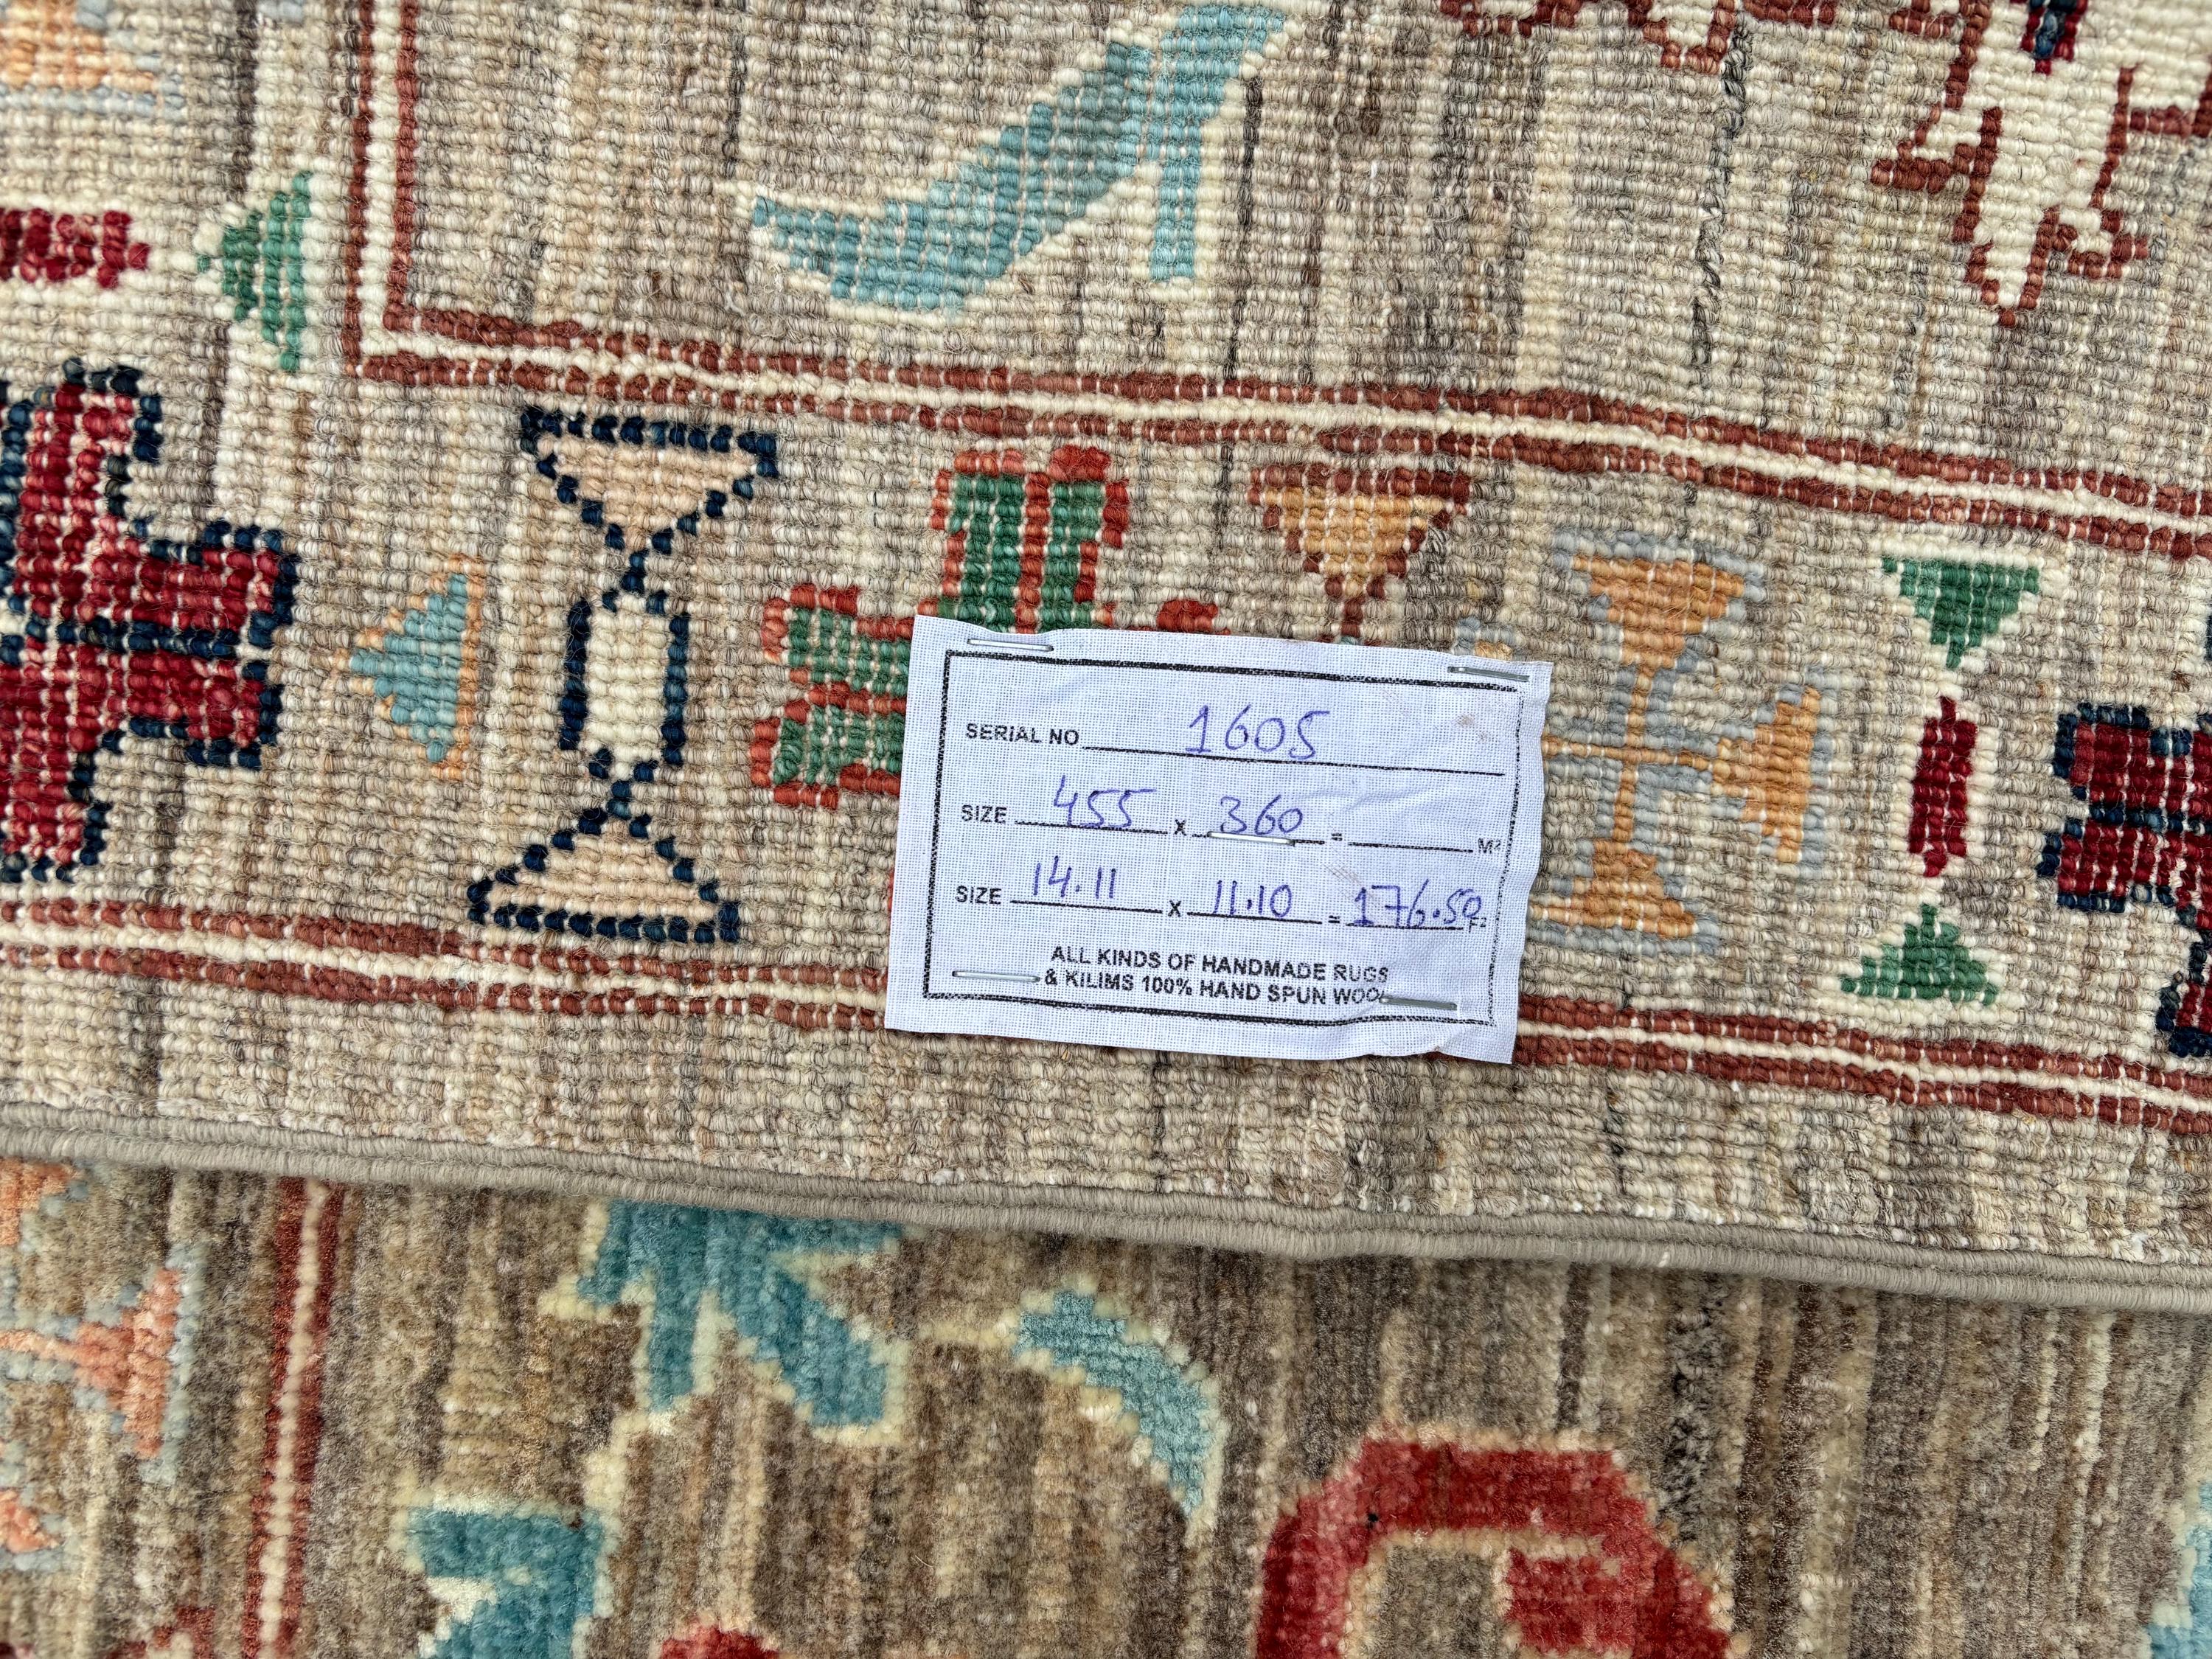 SERIAL NO 1605
SIZE 455 X 360 = M²
SIZE 14.11 X 11.10 = 176.50 F²
ALL KINDS OF HANDMADE RUGS
& KILIMS 100% HAND SPUN WOOL